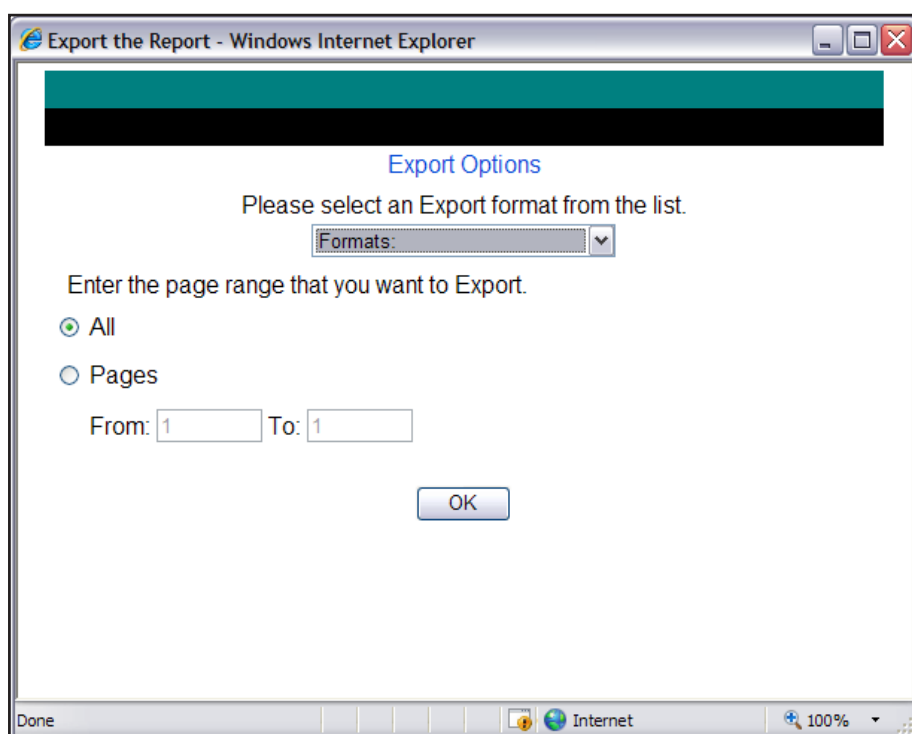 Export the Report - Windows Internet Explorer
Export Options
Please select an Export format from the list.
Formats:
Enter the page range that you want to Export.
All
Pages
From: 1 To: 1
OK
Done Internet 100%